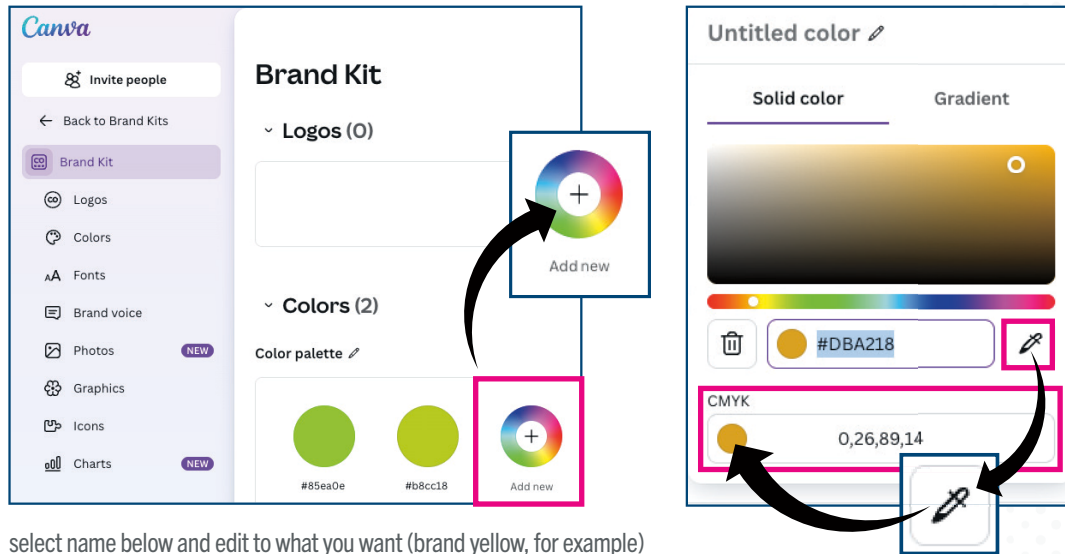 Canva
Invite people
← Back to Brand Kits
Brand Kit
Logos
Colors
Fonts
Brand voice
Photos NEW
Graphics
Icons
Charts NEW
Brand Kit
Logos (0)
Colors (2)
Color palette
#85ea0e
#b8cc18
Add new
Add new
Untitled color
Solid color Gradient
#DBA218
CMYK
0,26,89,14
select name below and edit to what you want (brand yellow, for example)